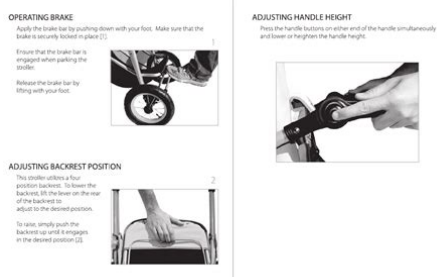 OPERATING BRAKE
Apply the brake bar by pushing down with your foot. Make sure that the
brake is securely locked in place [1].
1
Ensure that the brake bar is
engaged when parking the
stroller.
Release the brake bar by
lifting with your foot.
ADJUSTING BACKREST POSITION
This stroller utilizes a four
position backrest. To lower the
backrest, lift the lever on the rear
of the backrest to
adjust to the desired position.
2
To raise, simply push the
backrest up until it engages
in the desired position [2].
ADJUSTING HANDLE HEIGHT
Press the handle buttons on either end of the handle simultaneously
and lower or heighten the handle height.